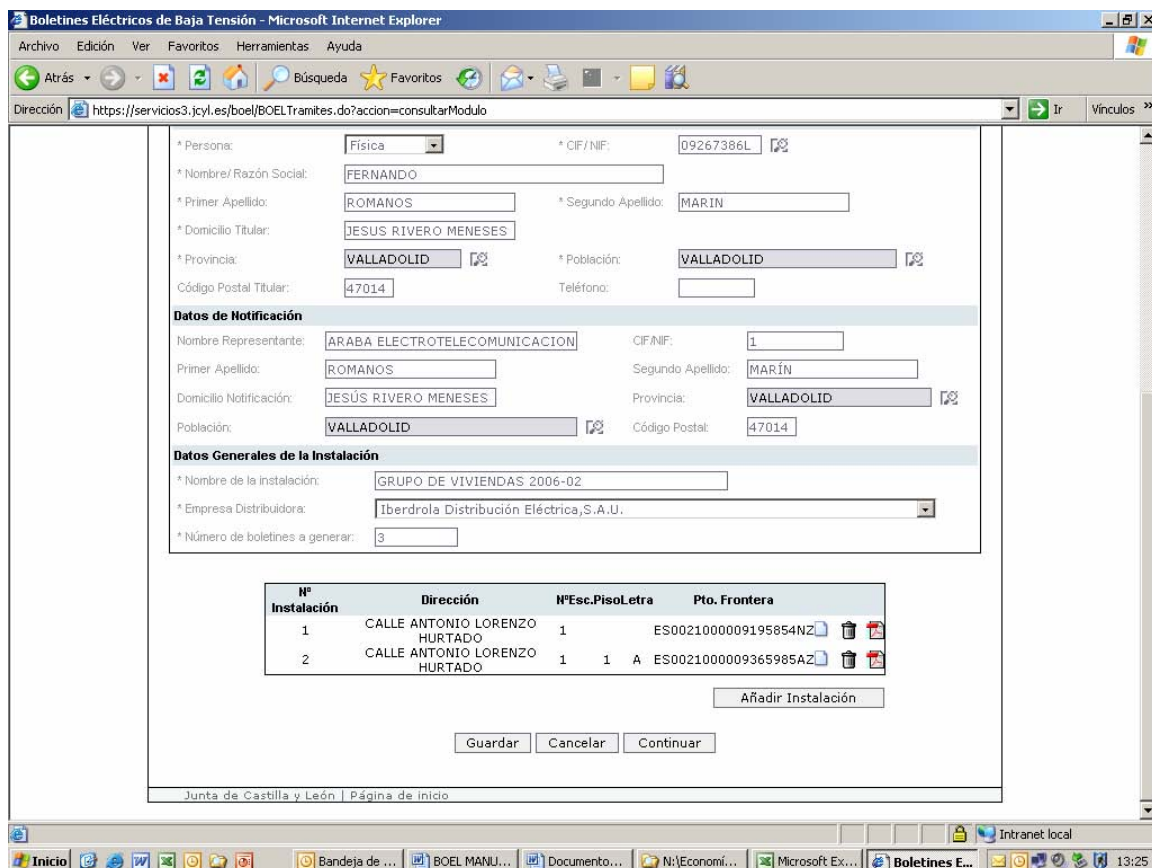 Boletines Eléctricos de Baja Tensión - Microsoft Internet Explorer
Archivo Edición Ver Favoritos Herramientas Ayuda
Atrás Búsqueda Favoritos
Dirección https://servicios3.jcyl.es/boel/BOELTramites.do?accion=consultarModulo Ir Vínculos »
* Persona: Física * CIF/NIF: 09267386L
* Nombre/ Razón Social: FERNANDO
* Primer Apellido: ROMANOS * Segundo Apellido: MARIN
* Domicilio Titular: JESUS RIVERO MENESES
* Provincia: VALLADOLID * Población: VALLADOLID
Código Postal Titular: 47014 Teléfono:
Datos de Notificación
Nombre Representante: ARABA ELECTROTELECOMUNICACION CIF/NIF: 1
Primer Apellido: ROMANOS Segundo Apellido: MARÍN
Domicilio Notificación: JESÚS RIVERO MENESES Provincia: VALLADOLID
Población: VALLADOLID Código Postal: 47014
Datos Generales de la Instalación
* Nombre de la instalación: GRUPO DE VIVIENDAS 2006-02
* Empresa Distribuidora: Iberdrola Distribución Eléctrica,S.A.U.
* Número de boletines a generar: 3
Nº Instalación Dirección NºEsc.PisoLetra Pto. Frontera
1 CALLE ANTONIO LORENZO HURTADO 1 ES0021000009195854NZ
2 CALLE ANTONIO LORENZO HURTADO 1 1 A ES0021000009365985AZ
Añadir Instalación
Guardar Cancelar Continuar
Junta de Castilla y León | Página de inicio
Intranet local
Inicio Bandeja de ... BOEL MANU... Documento... N:\Economí... Microsoft Ex... Boletines E... 13:25